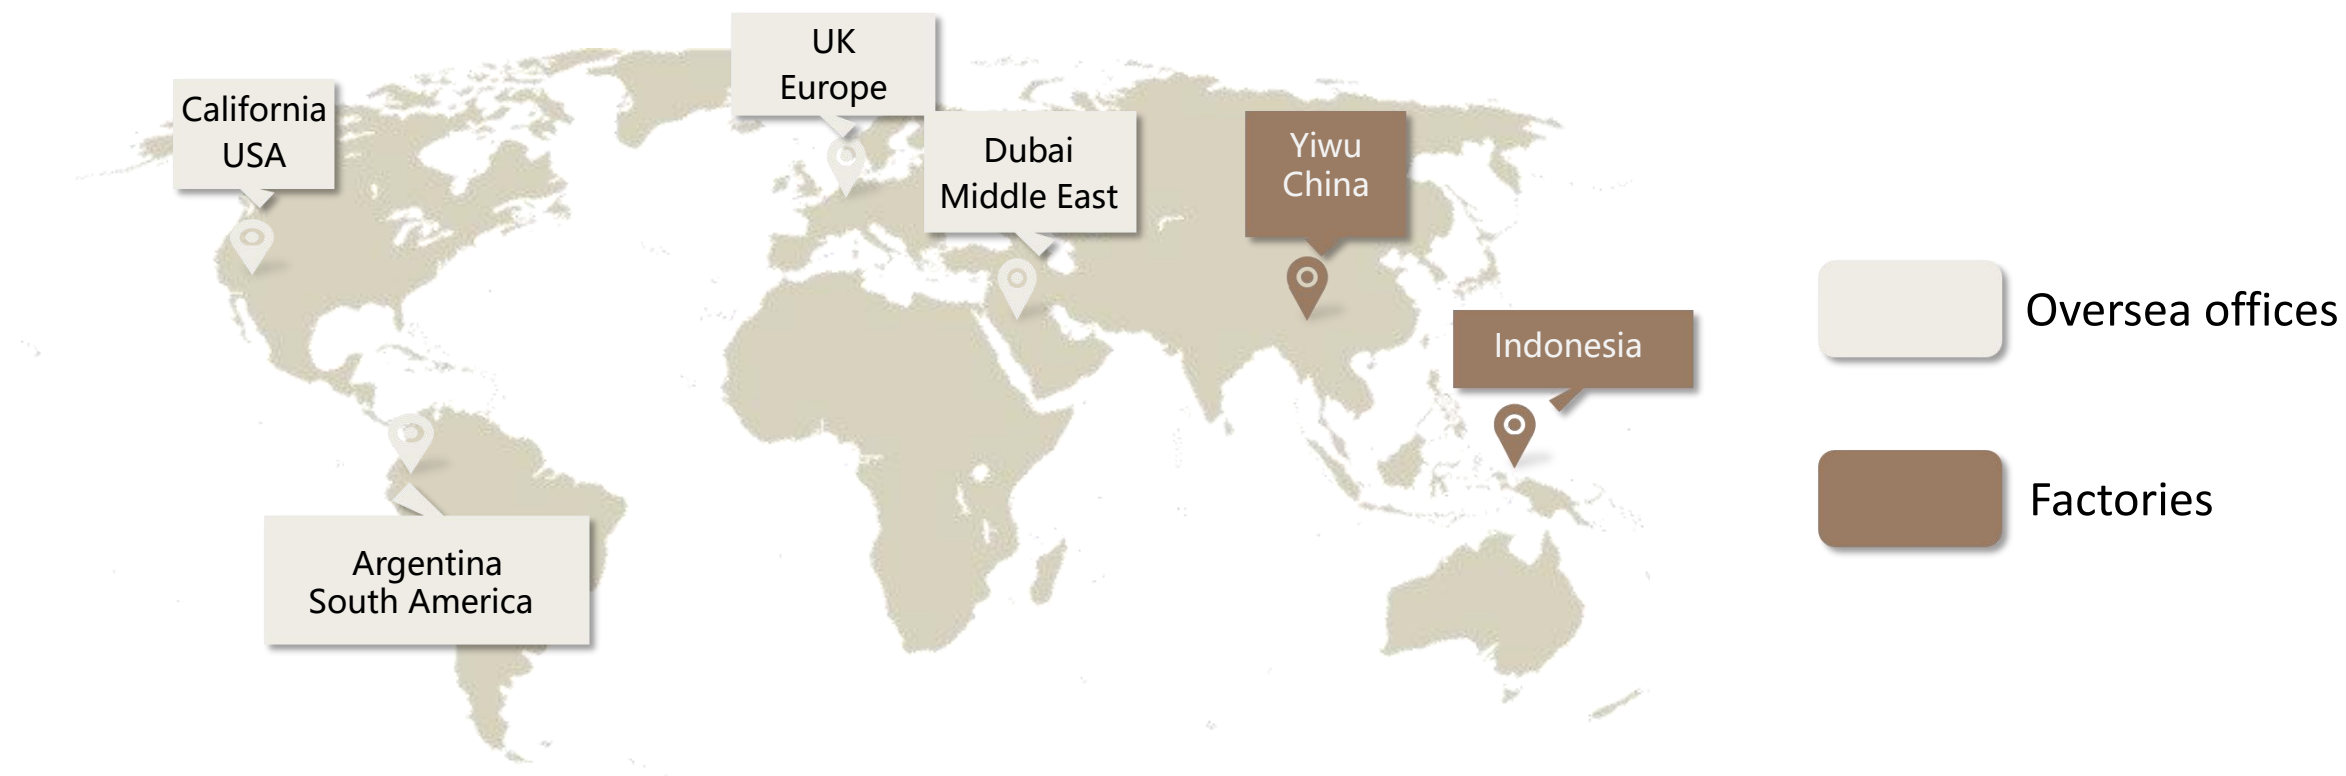 UK
Europe
California
USA
Dubai
Middle East
Yiwu
China
Indonesia
Argentina
South America
Oversea offices
Factories